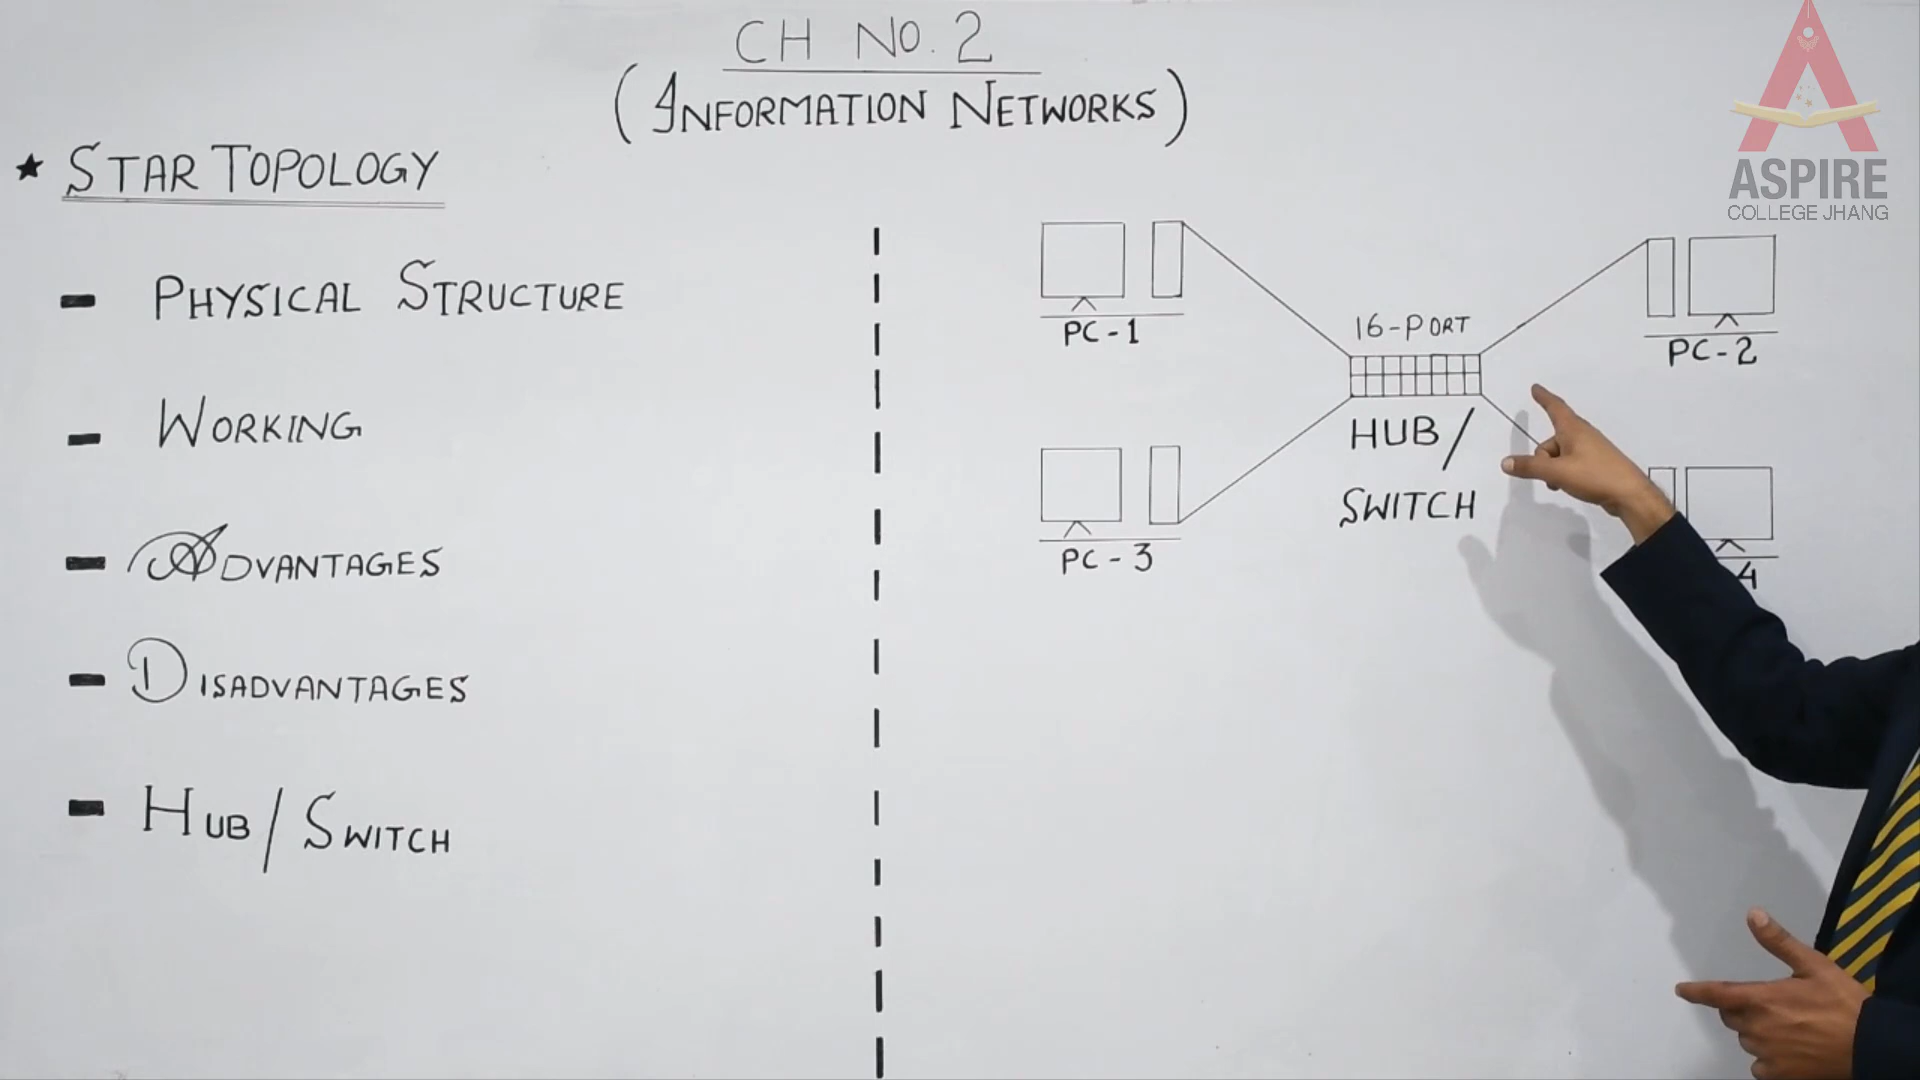 CH NO. 2
(INFORMATION NETWORKS)
★ STAR TOPOLOGY
- PHYSICAL STRUCTURE
- WORKING
- ADVANTAGES
- DISADVANTAGES
- HUB/SWITCH
PC-1
16-PORT
HUB/
SWITCH
PC-2
PC-3
4
ASPIRE
COLLEGE JHANG